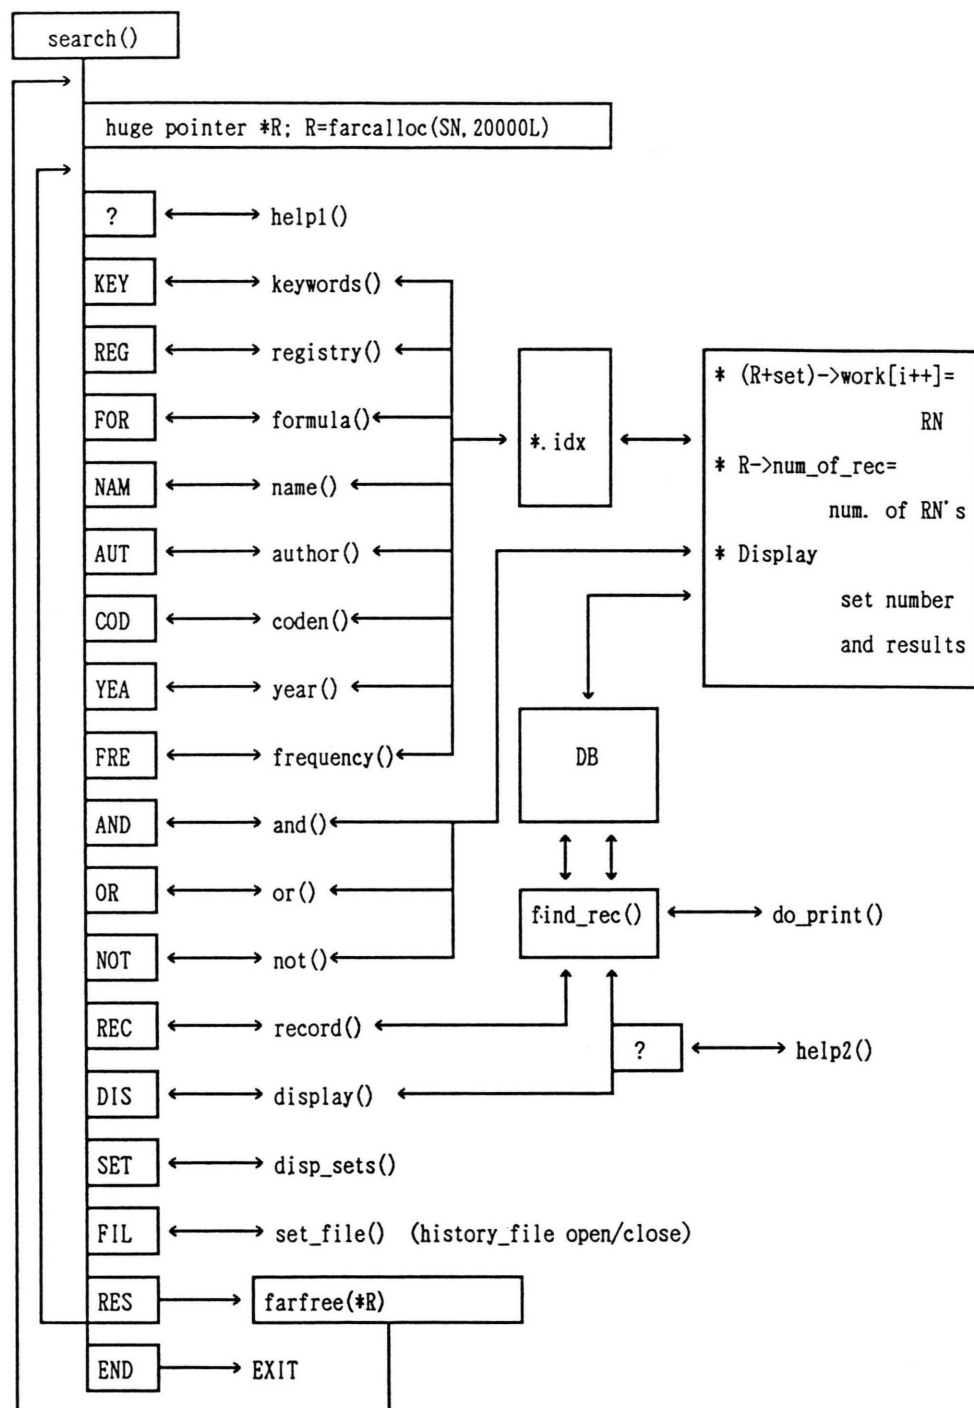 search()
huge pointer *R; R=farcalloc(SN,20000L)
? help1()
KEY keywords()
REG registry()
FOR formula()
NAM name()
AUT author()
COD coden()
YEA year()
FRE frequency()
AND and()
OR or()
NOT not()
REC record()
DIS display()
SET disp_sets()
FIL set_file() (history_file open/close)
RES farfree(*R)
END EXIT
*.idx
* (R+set)->work[i++]=
RN
* R->num_of_rec=
num. of RN's
* Display
set number
and results
DB
find_rec() do_print()
? help2()